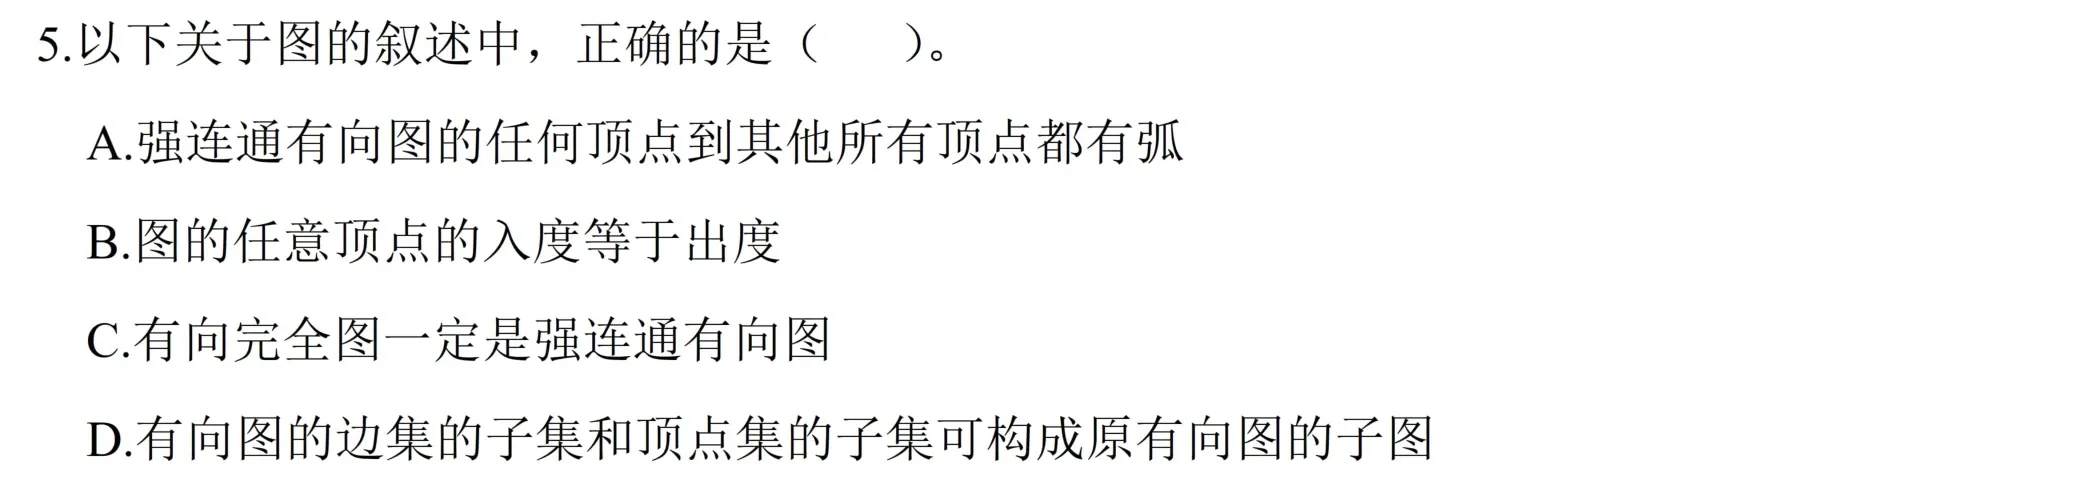 5.以下关于图的叙述中，正确的是（　　）。
A.强连通有向图的任何顶点到其他所有顶点都有弧
B.图的任意顶点的入度等于出度
C.有向完全图一定是强连通有向图
D.有向图的边集的子集和顶点集的子集可构成原有向图的子图